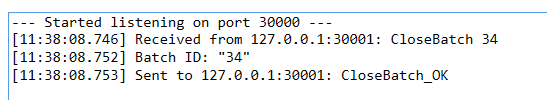 --- Started listening on port 30000 ---
[11:38:08.746] Received from 127.0.0.1:30001: CloseBatch 34
[11:38:08.752] Batch ID: "34"
[11:38:08.753] Sent to 127.0.0.1:30001: CloseBatch_OK